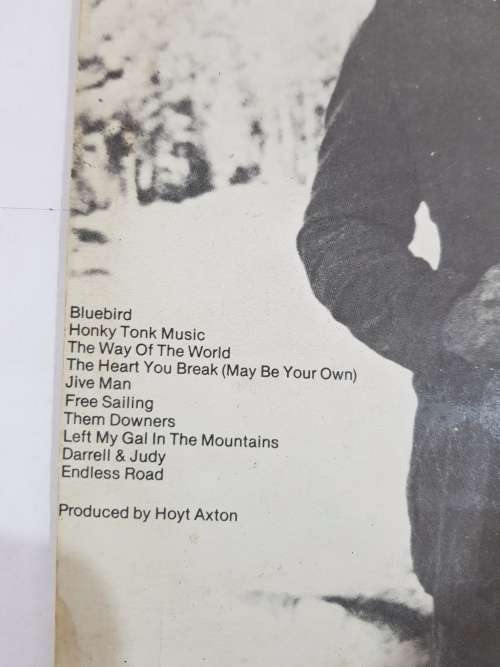 Bluebird
Honky Tonk Music
The Way Of The World
The Heart You Break (May Be Your Own)
Jive Man
Free Sailing
Them Downers
Left My Gal In The Mountains
Darrell & Judy
Endless Road
Produced by Hoyt Axton